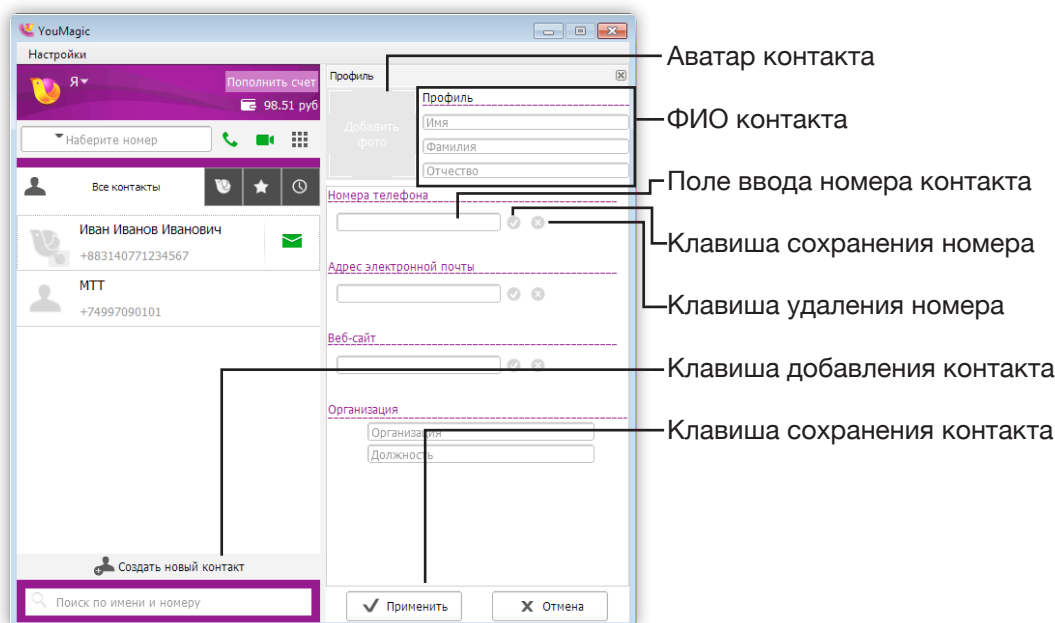 YouMagic
Настройки
Я
Пополнить счет
98.51 руб
Наберите номер
Все контакты
Иван Иванов Иванович
+883140771234567
МТТ
+74997090101
Создать новый контакт
Поиск по имени и номеру
Профиль
Добавить
фото
Профиль
Имя
Фамилия
Отчество
Номера телефона
Адрес электронной почты
Веб-сайт
Организация
Организация
Должность
Применить
Отмена
Аватар контакта
ФИО контакта
Поле ввода номера контакта
Клавиша сохранения номера
Клавиша удаления номера
Клавиша добавления контакта
Клавиша сохранения контакта